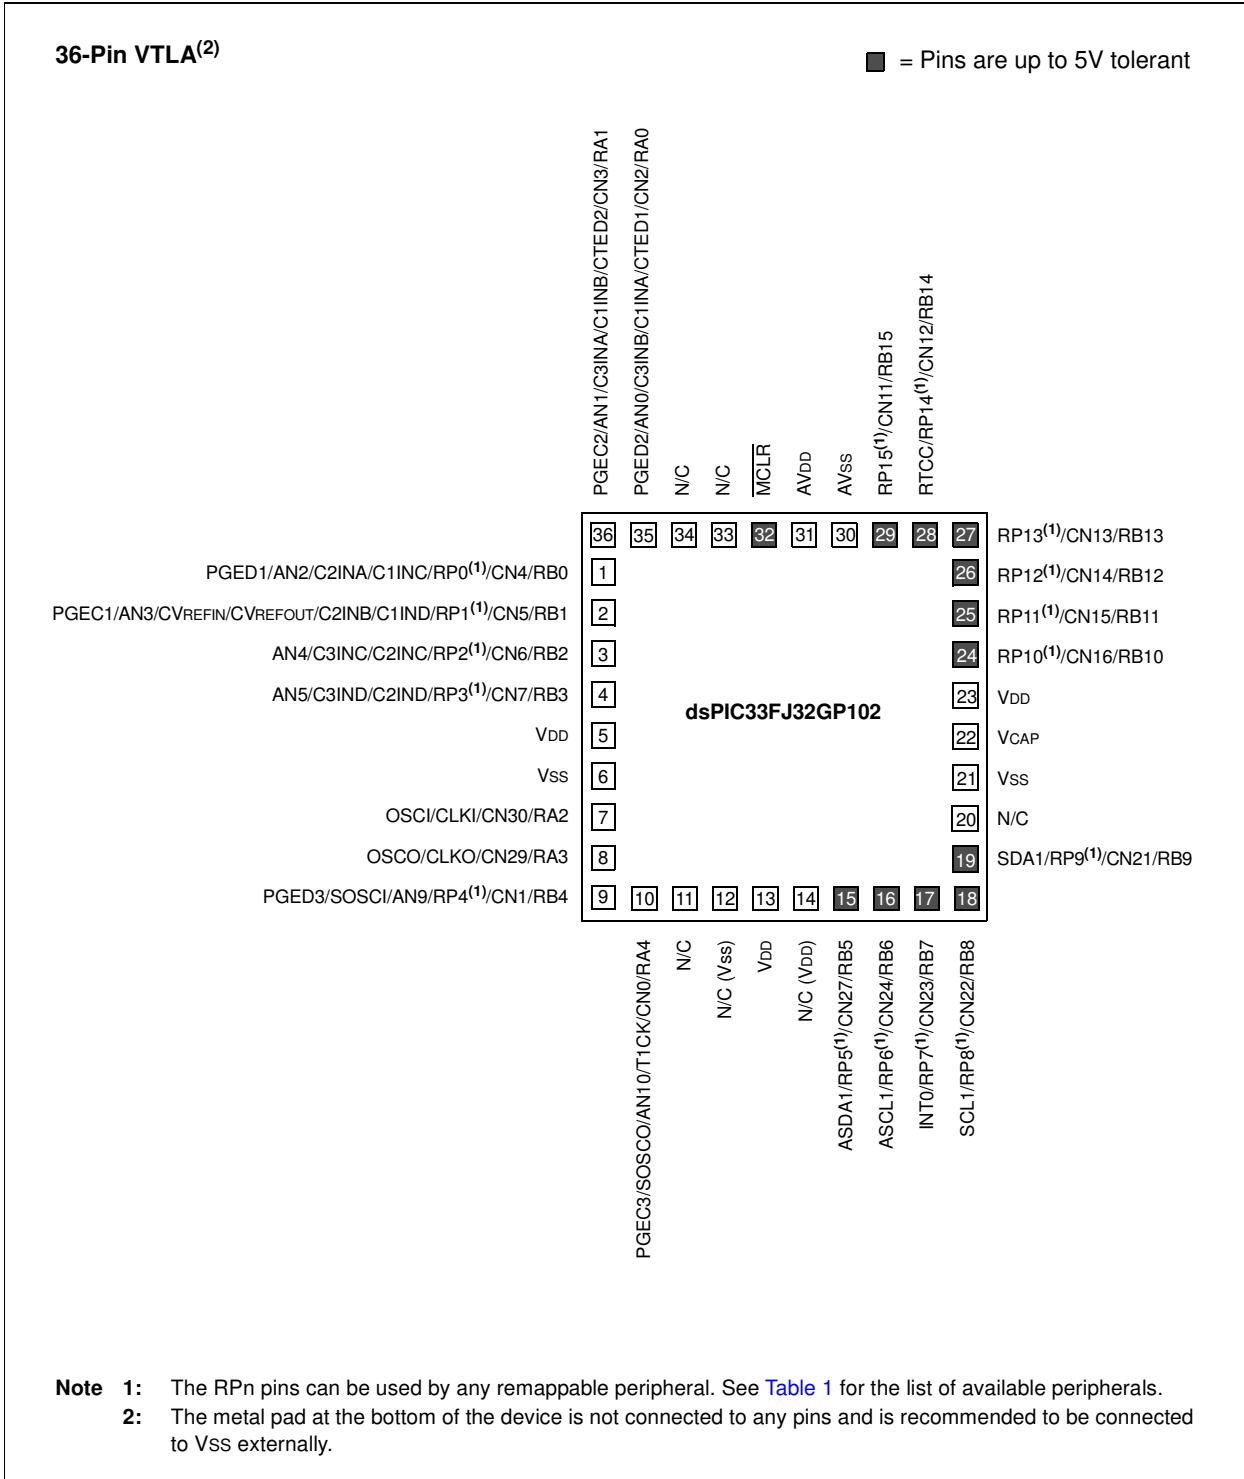 36-Pin VTLA(2)
= Pins are up to 5V tolerant
PGEC2/AN1/C3INA/C1INB/CTED2/CN3/RA1
PGED2/AN0/C3INB/C1INA/CTED1/CN2/RA0
N/C
N/C
MCLR
AVDD
AVSS
RP15(1)/CN11/RB15
RTCC/RP14(1)/CN12/RB14
36 35 34 33 32 31 30 29 28 27 RP13(1)/CN13/RB13
PGED1/AN2/C2INA/C1INC/RP0(1)/CN4/RB0 1 26 RP12(1)/CN14/RB12
PGEC1/AN3/CVREFIN/CVREFOUT/C2INB/C1IND/RP1(1)/CN5/RB1 2 25 RP11(1)/CN15/RB11
AN4/C3INC/C2INC/RP2(1)/CN6/RB2 3 24 RP10(1)/CN16/RB10
AN5/C3IND/C2IND/RP3(1)/CN7/RB3 4 23 VDD
dsPIC33FJ32GP102
VDD 5 22 VCAP
VSS 6 21 VSS
OSCI/CLKI/CN30/RA2 7 20 N/C
OSCO/CLKO/CN29/RA3 8 19 SDA1/RP9(1)/CN21/RB9
PGED3/SOSCI/AN9/RP4(1)/CN1/RB4 9 10 11 12 13 14 15 16 17 18
PGEC3/SOSCO/AN10/T1CK/CN0/RA4
N/C
N/C (Vss)
VDD
N/C (VDD)
ASDA1/RP5(1)/CN27/RB5
ASCL1/RP6(1)/CN24/RB6
INT0/RP7(1)/CN23/RB7
SCL1/RP8(1)/CN22/RB8
Note 1: The RPn pins can be used by any remappable peripheral. See Table 1 for the list of available peripherals.
2: The metal pad at the bottom of the device is not connected to any pins and is recommended to be connected
to VSS externally.